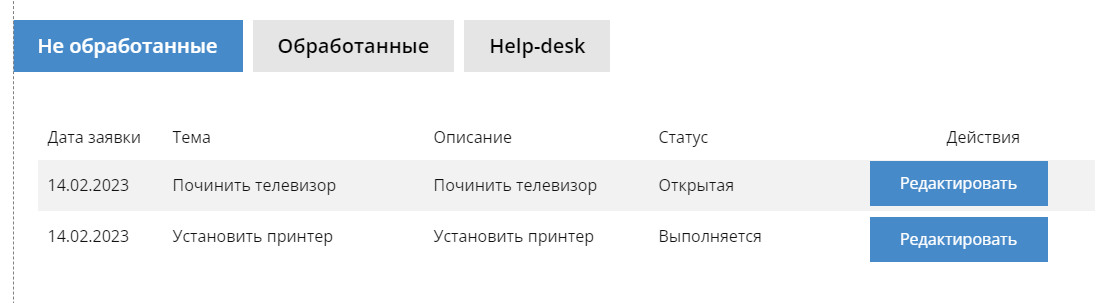 Не обработанные Обработанные Help-desk
Дата заявки Тема Описание Статус Действия
14.02.2023 Починить телевизор Починить телевизор Открытая Редактировать
14.02.2023 Установить принтер Установить принтер Выполняется Редактировать